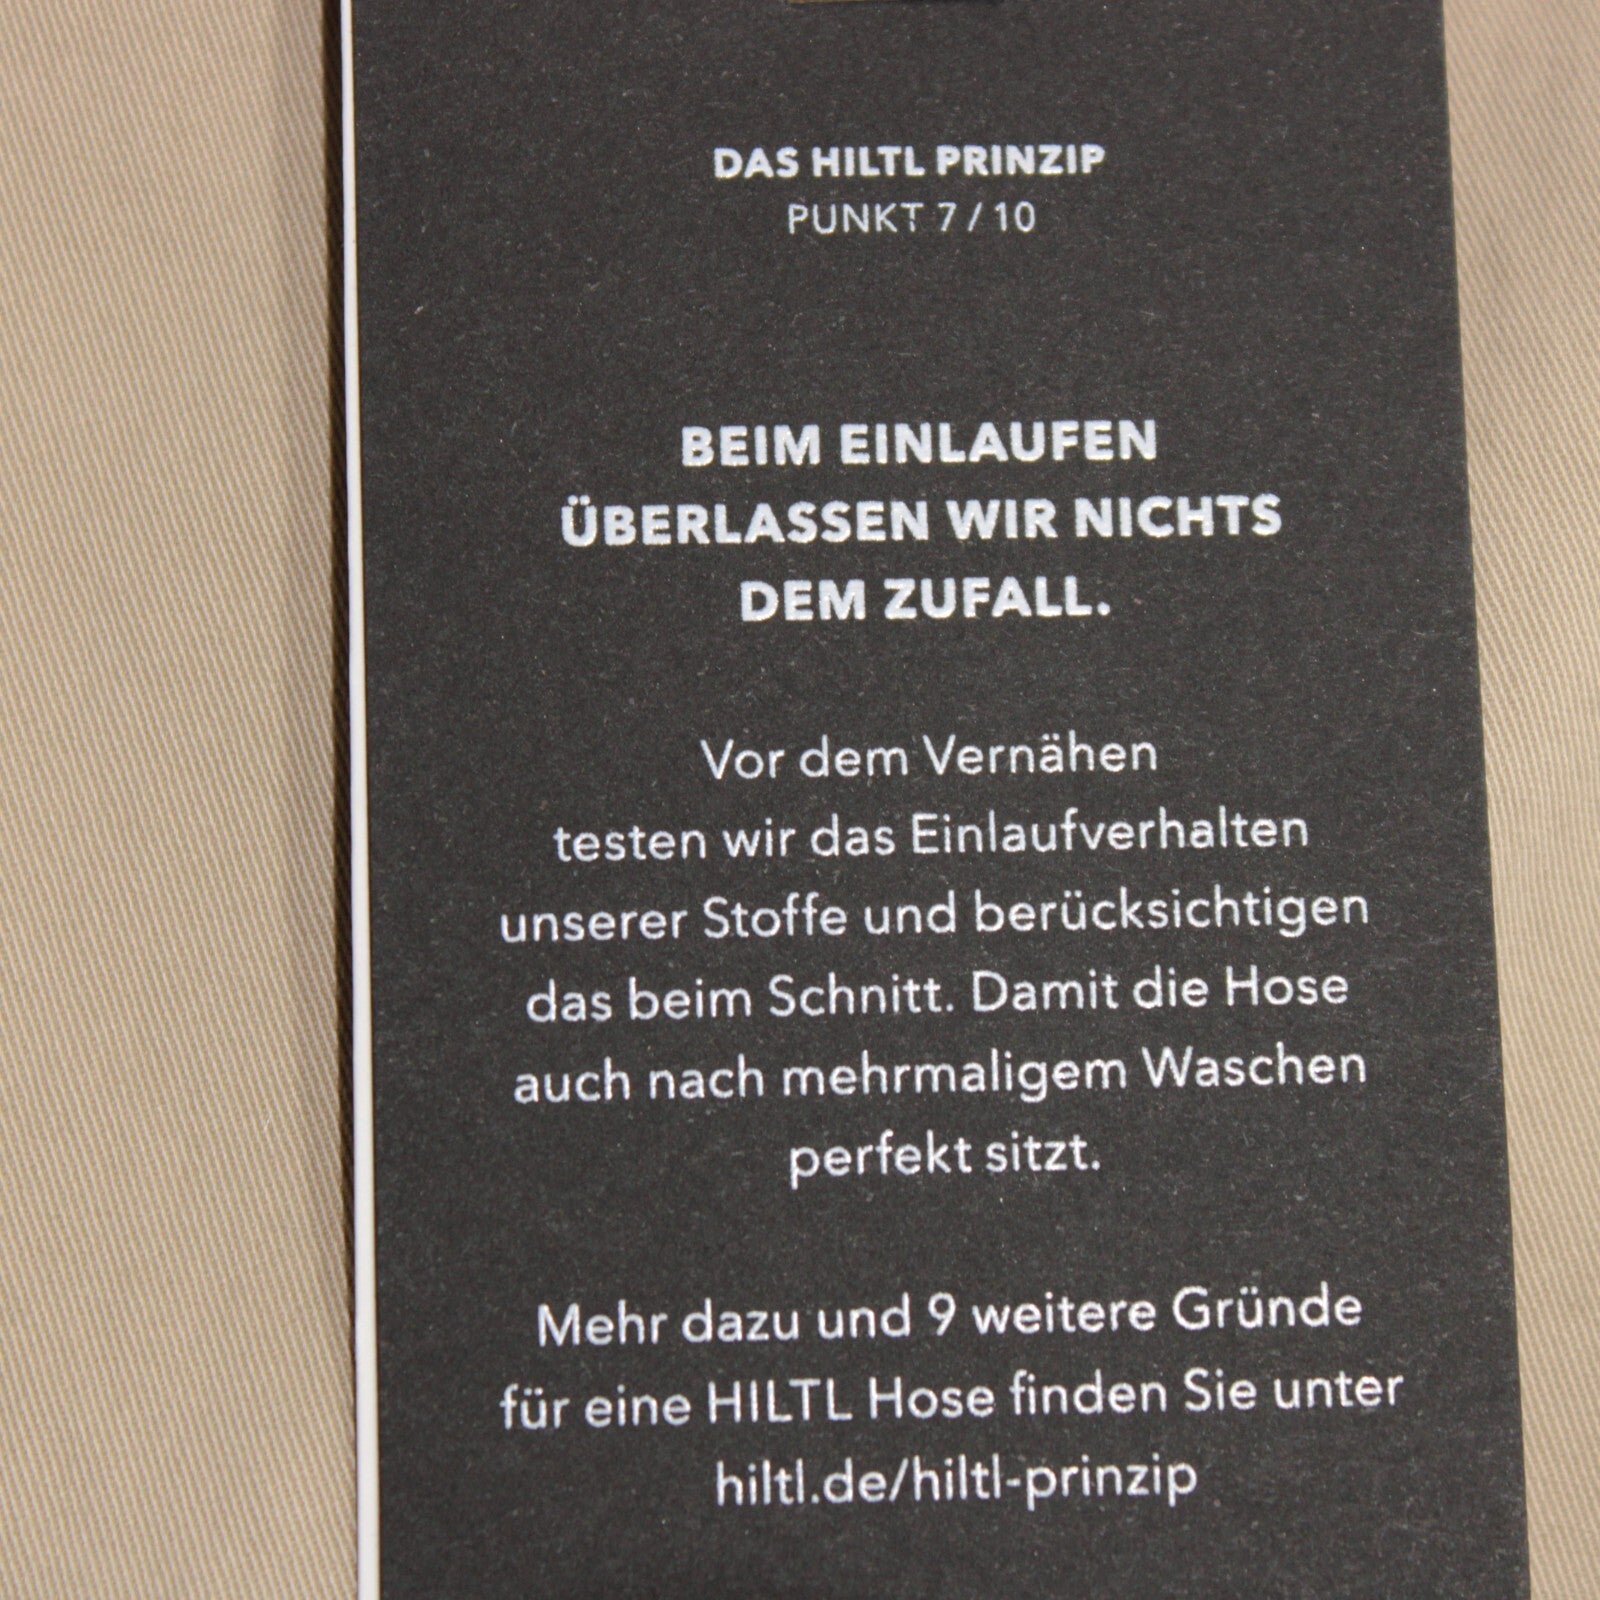 DAS HILTL PRINZIP
PUNKT 7 / 10
BEIM EINLAUFEN
ÜBERLASSEN WIR NICHTS
DEM ZUFALL.
Vor dem Vernähen
testen wir das Einlaufverhalten
unserer Stoffe und berücksichtigen
das beim Schnitt. Damit die Hose
auch nach mehrmaligem Waschen
perfekt sitzt.
Mehr dazu und 9 weitere Gründe
für eine HILTL Hose finden Sie unter
hiltl.de/hiltl-prinzip